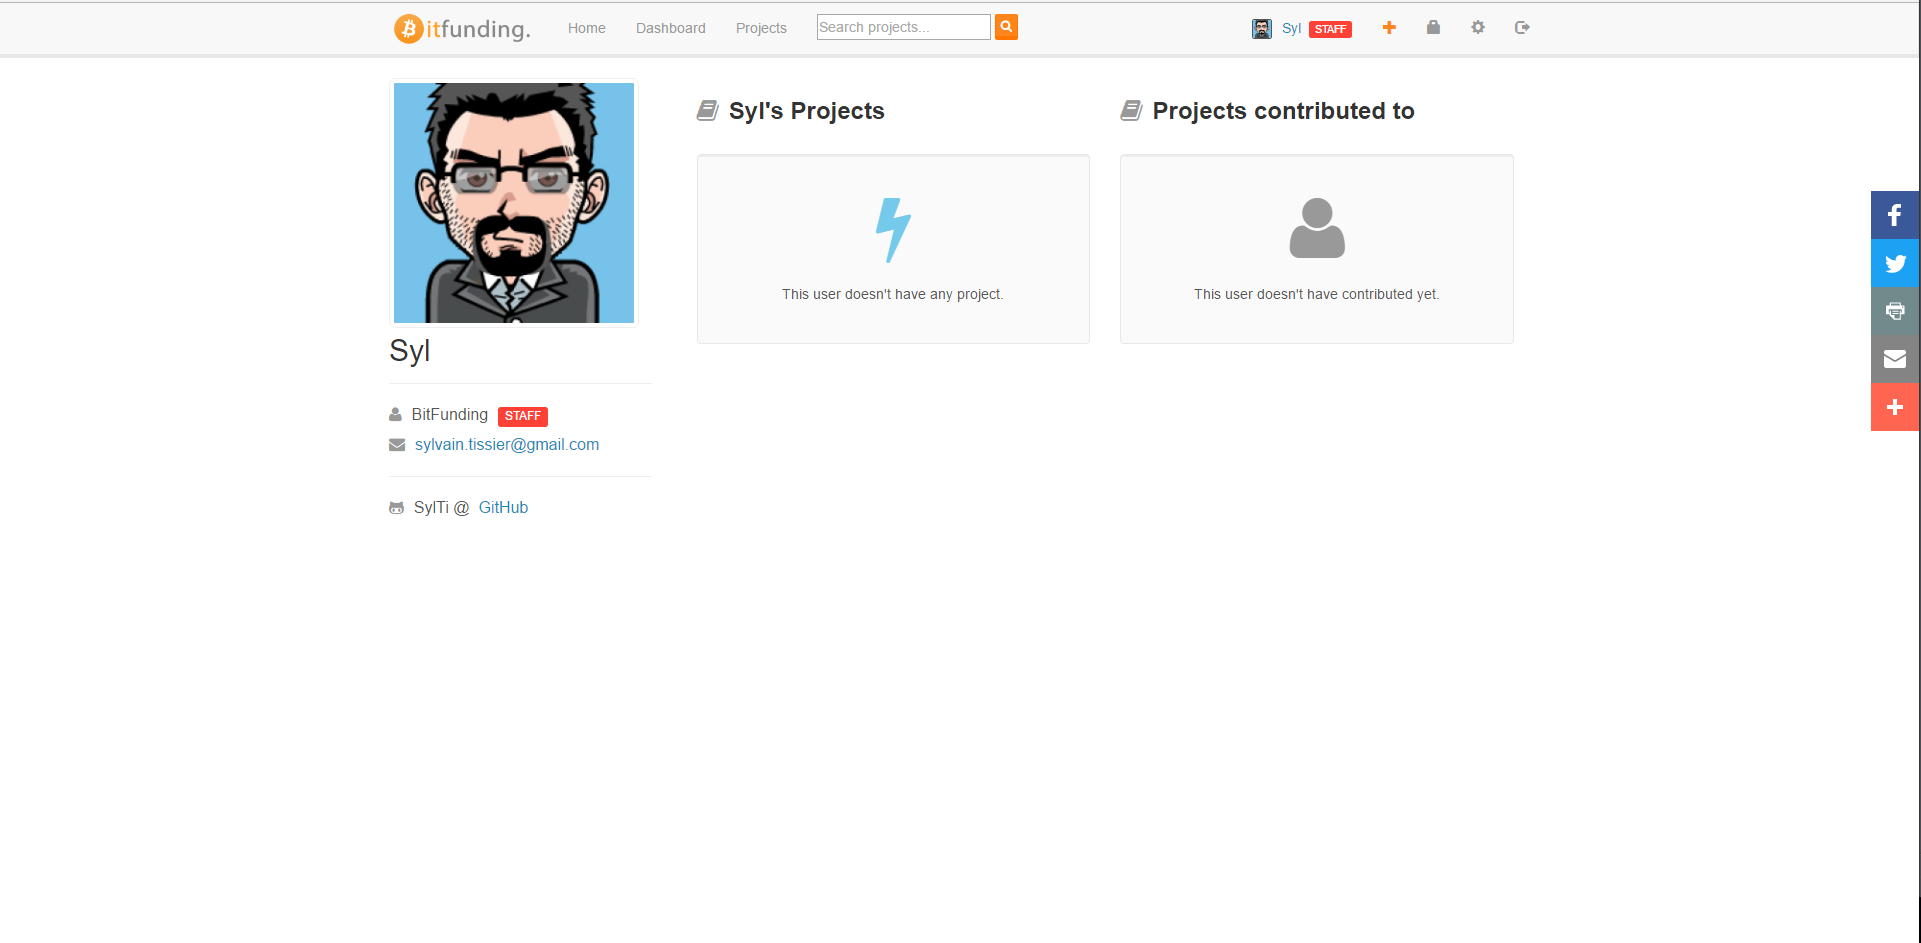 itfunding.
Home
Dashboard
Projects
Search projects...
Syl
STAFF
Syl's Projects
Projects contributed to
This user doesn't have any project.
This user doesn't have contributed yet.
Syl
BitFunding STAFF
sylvain.tissier@gmail.com
SylTi @ GitHub